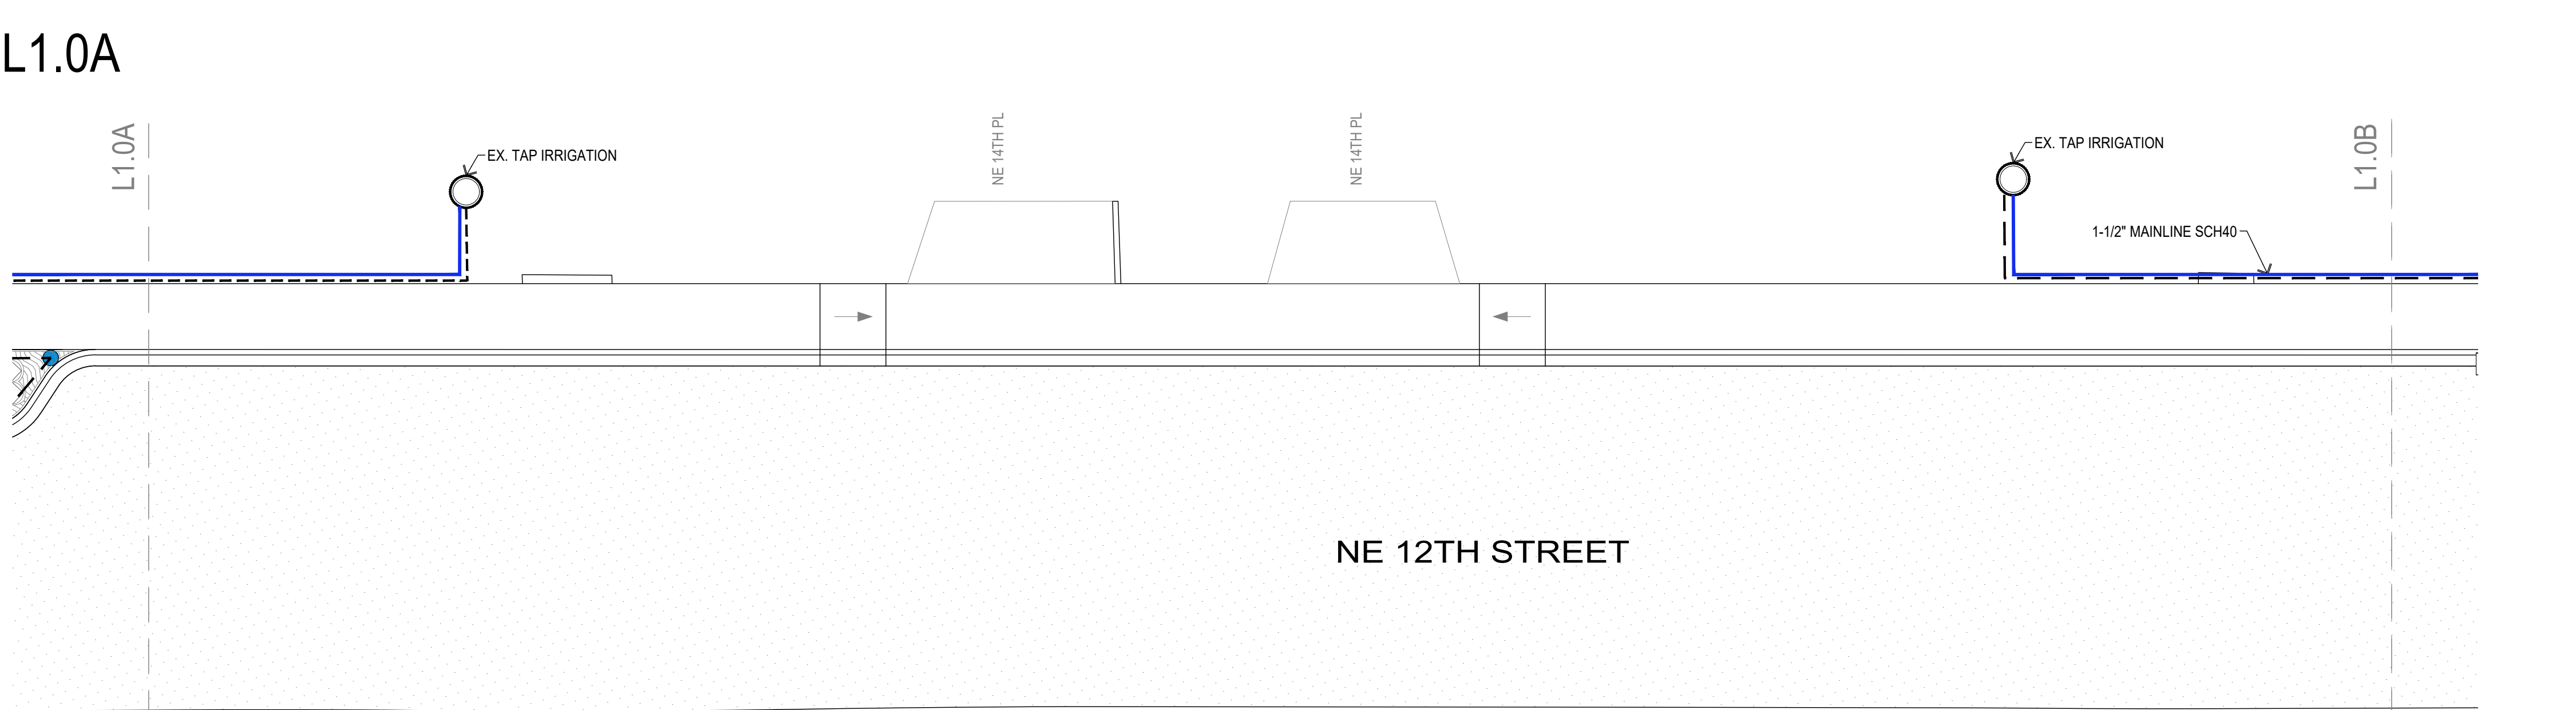 L1.0A
L1.0A
EX. TAP IRRIGATION
NE 14TH PL
NE 14TH PL
EX. TAP IRRIGATION
1-1/2" MAINLINE SCH40
L1.0B
NE 12TH STREET